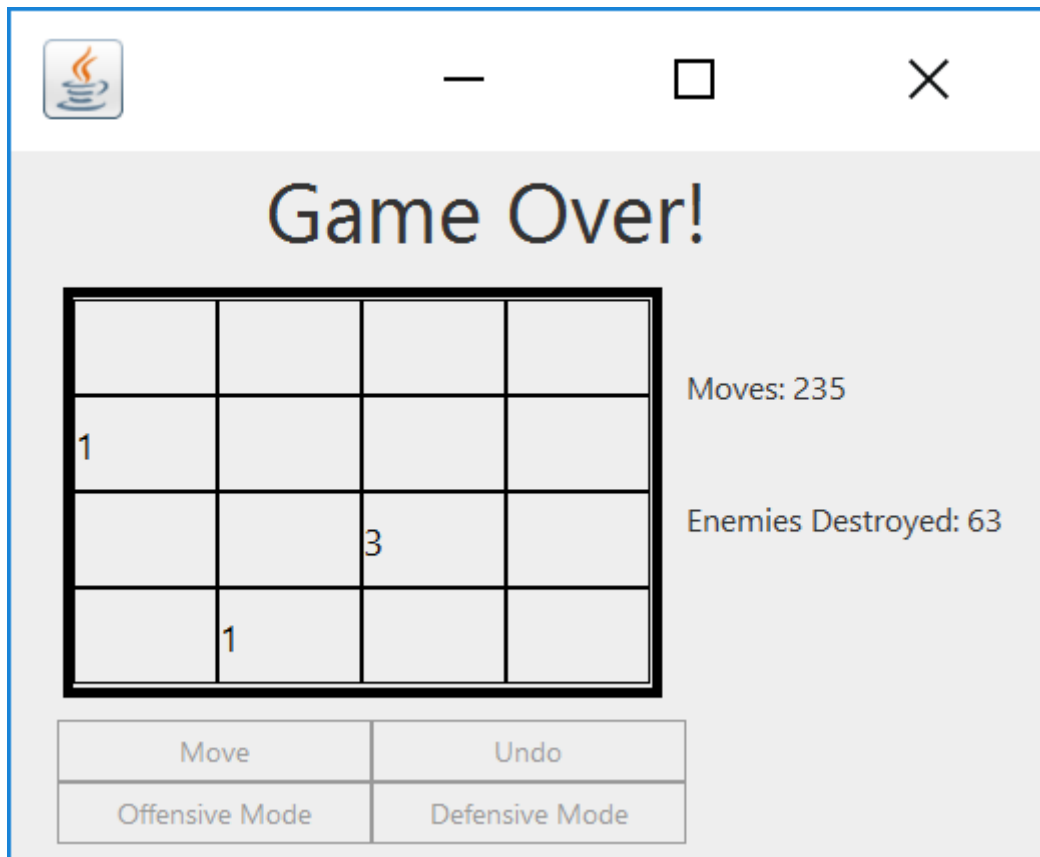 Game Over!
Moves: 235
1
3
Enemies Destroyed: 63
1
Move
Undo
Offensive Mode
Defensive Mode